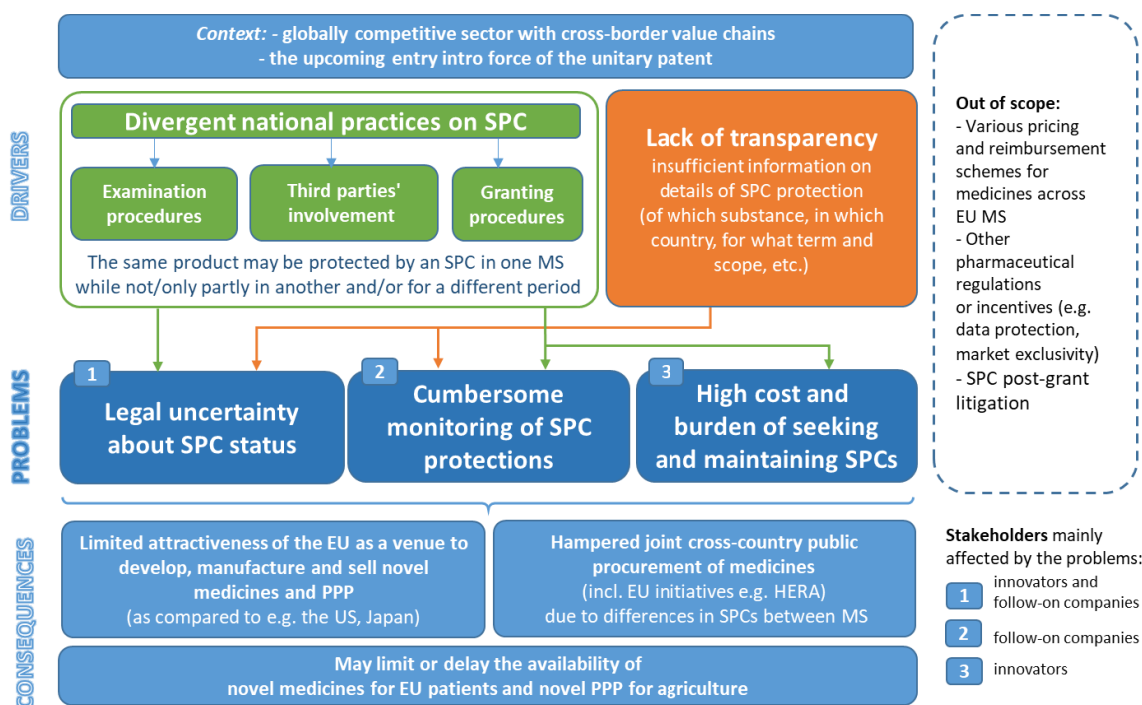 Context: - globally competitive sector with cross-border value chains
- the upcoming entry intro force of the unitary patent
DRIVERS
Divergent national practices on SPC
Examination
procedures
Third parties'
involvement
Granting
procedures
The same product may be protected by an SPC in one MS
while not/only partly in another and/or for a different period
Lack of transparency
insufficient information on
details of SPC protection
(of which substance, in which
country, for what term and
scope, etc.)
Out of scope:
- Various pricing
and reimbursement
schemes for
medicines across
EU MS
- Other
pharmaceutical
regulations
or incentives (e.g.
data protection,
market exclusivity)
- SPC post-grant
litigation
PROBLEMS
1
Legal uncertainty
about SPC status
2
Cumbersome
monitoring of SPC
protections
3
High cost and
burden of seeking
and maintaining SPCs
CONSEQUENCES
Limited attractiveness of the EU as a venue to
develop, manufacture and sell novel
medicines and PPP
(as compared to e.g. the US, Japan)
Hampered joint cross-country public
procurement of medicines
(incl. EU initiatives e.g. HERA)
due to differences in SPCs between MS
May limit or delay the availability of
novel medicines for EU patients and novel PPP for agriculture
Stakeholders mainly
affected by the problems:
1 innovators and
follow-on companies
2 follow-on companies
3 innovators